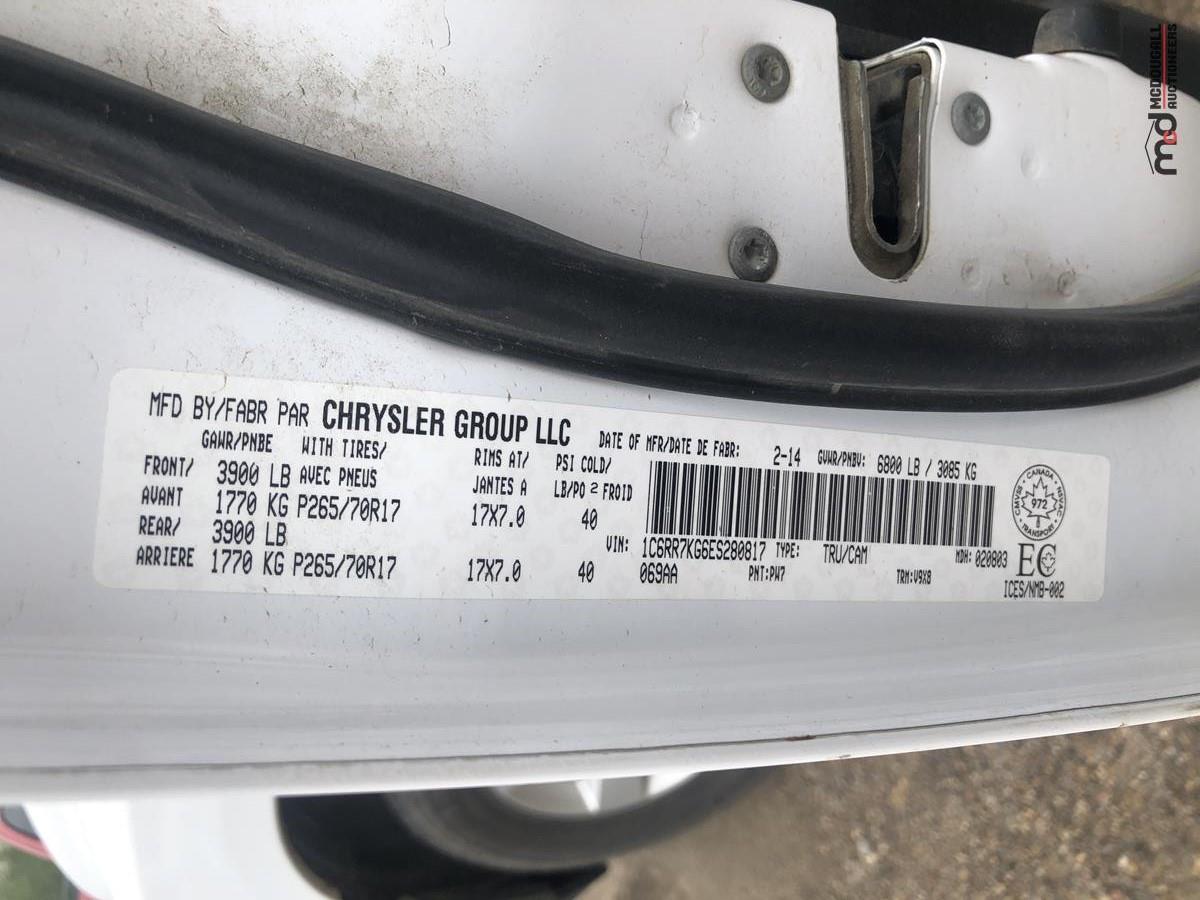 MCDOUGALL
AUCTIONEERS
McD
MFD BY/FABR PAR CHRYSLER GROUP LLC DATE OF MFR/DATE DE FABR: 2-14 GVWR/PNBV: 6800 LB / 3085 KG
GAWR/PNBE WITH TIRES/ RIMS AT/ PSI COLD/
FRONT/ 3900 LB AVEC PNEUS JANTES A LB/PO 2 FROID
AVANT 1770 KG P265/70R17 17X7.0 40
REAR/ 3900 LB
ARRIERE 1770 KG P265/70R17 17X7.0 40
VIN: 1C6RR7KG6ES280817 TYPE: TRU/CAM MDH: 020803
069AA PNT:PW7 TRM:V9X8
CANADA
CMVSS NSVAC
972
TRANSPORT
EC
ICES/NMB-002